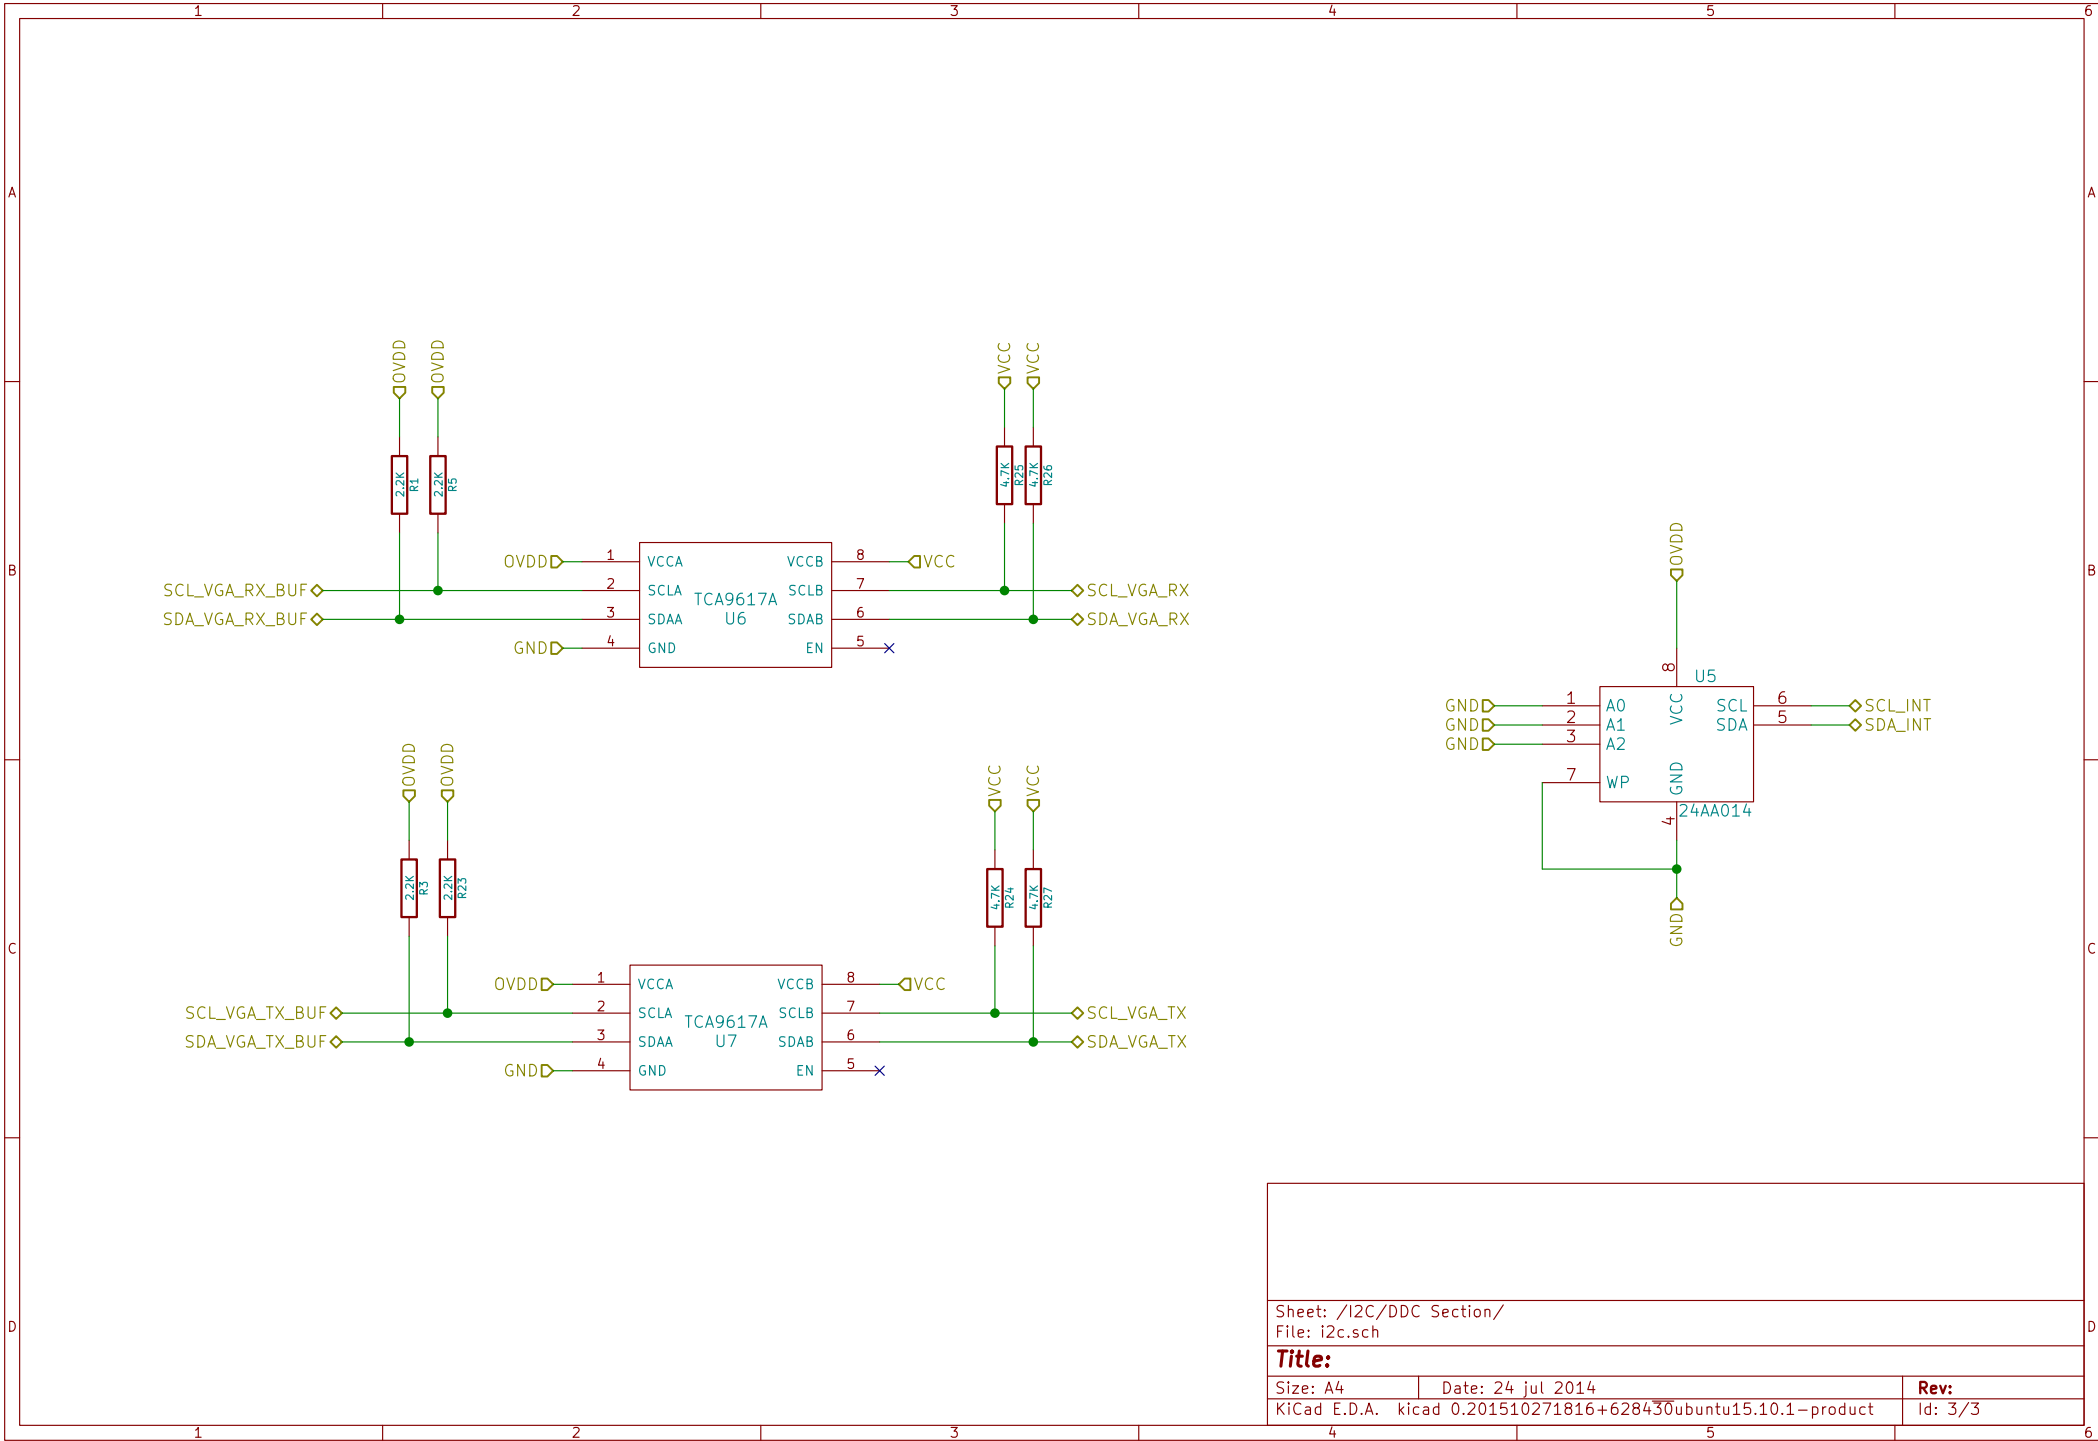 1 2 3 4 5 6
A A
OVDD OVDD VCC VCC
2.2K R1 2.2K R5 4.7K R25 4.7K R26
OVDD 1 VCCA VCCB 8 VCC
B B
SCL_VGA_RX_BUF 2 SCLA SCLB 7 SCL_VGA_RX
TCA9617A
SDA_VGA_RX_BUF 3 SDAA U6 SDAB 6 SDA_VGA_RX
GND 4 GND EN 5
OVDD
8 U5
GND 1 A0 VCC SCL 6 SCL_INT
GND 2 A1 SDA 5 SDA_INT
GND 3 A2
7 WP GND
4 24AA014
GND
OVDD OVDD VCC VCC
2.2K R3 2.2K R23 4.7K R24 4.7K R27
C C
OVDD 1 VCCA VCCB 8 VCC
SCL_VGA_TX_BUF 2 SCLA SCLB 7 SCL_VGA_TX
TCA9617A
SDA_VGA_TX_BUF 3 SDAA U7 SDAB 6 SDA_VGA_TX
GND 4 GND EN 5
D D
Sheet: /I2C/DDC Section/
File: i2c.sch
Title:
Size: A4 Date: 24 jul 2014 Rev:
KiCad E.D.A. kicad 0.201510271816+628430ubuntu15.10.1-product Id: 3/3
1 2 3 4 5 6